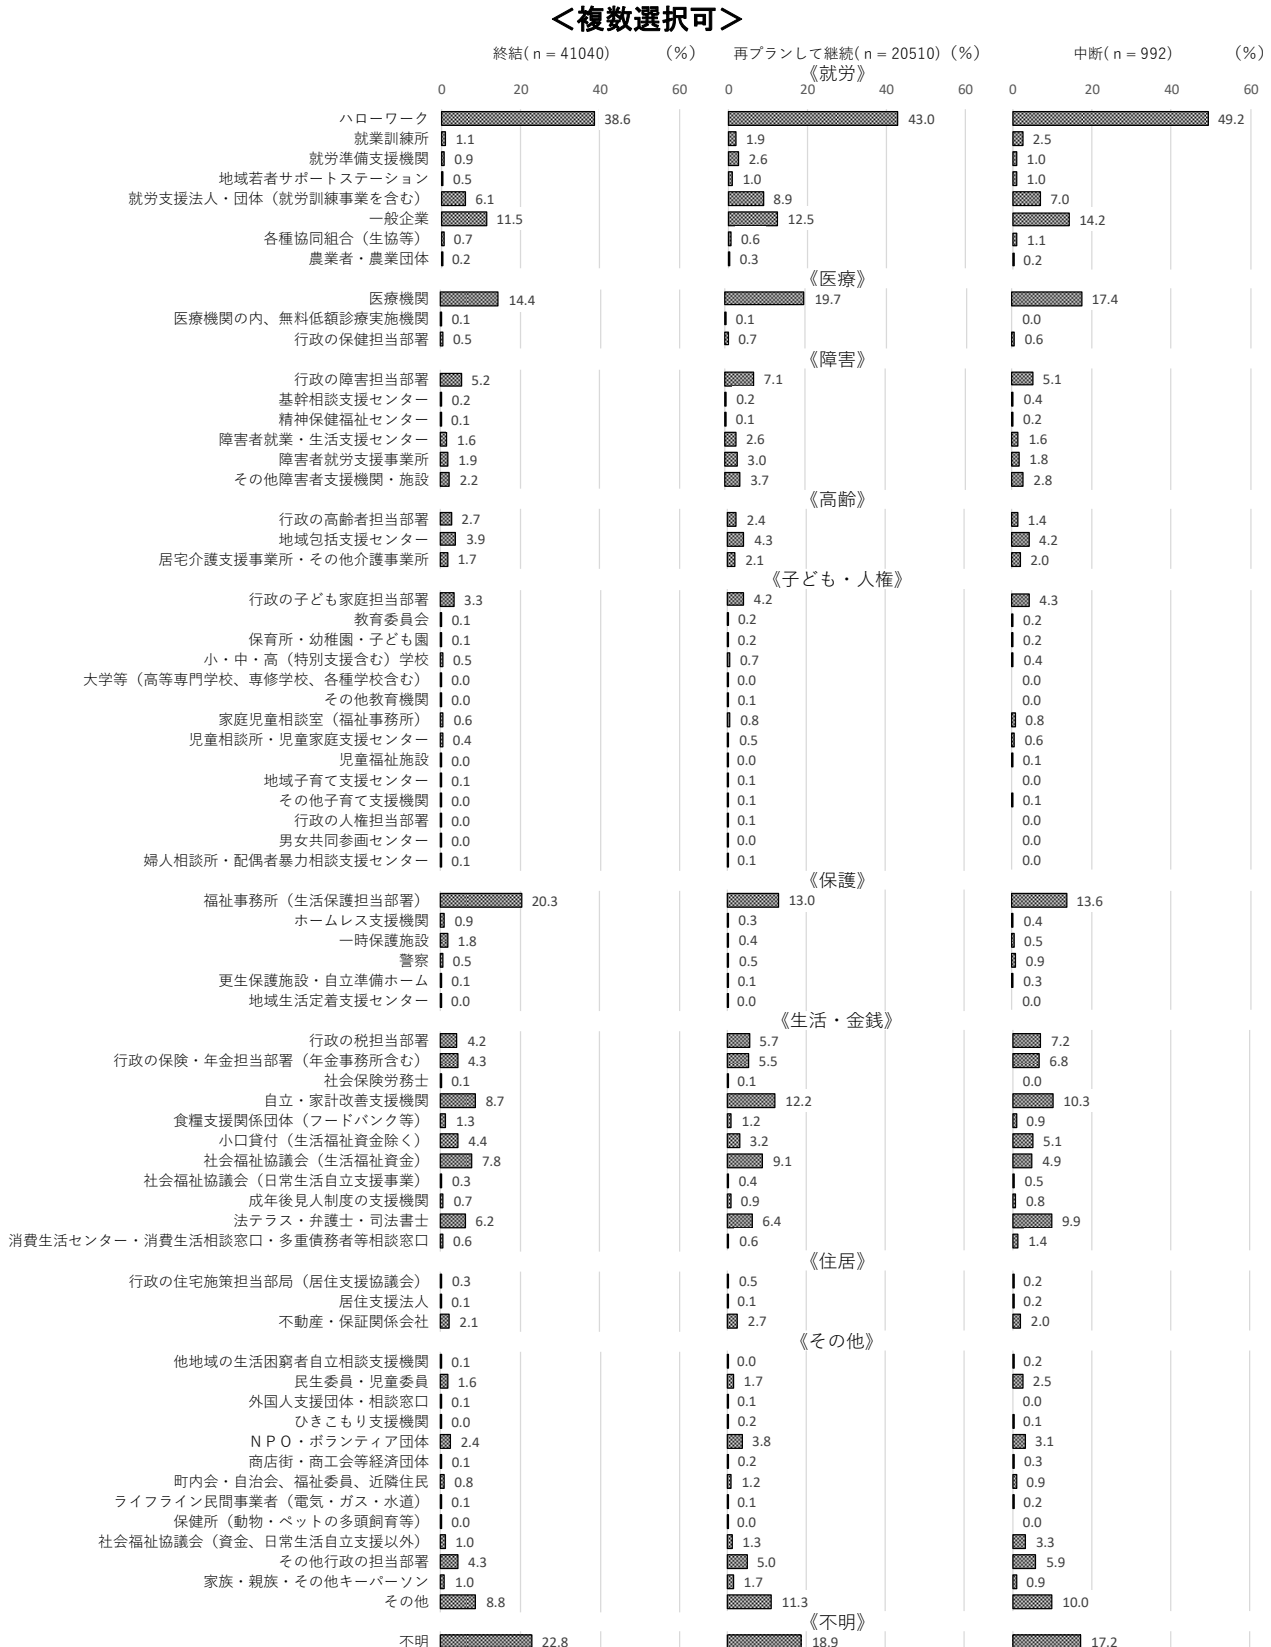 ＜複数選択可＞
終結( n = 41040) (%) 再プランして継続( n = 20510) (%) 中断( n = 992) (%)
《就労》
0 20 40 60 0 20 40 60 0 20 40 60
ハローワーク 38.6 43.0 49.2
就業訓練所 1.1 1.9 2.5
就労準備支援機関 0.9 2.6 1.0
地域若者サポートステーション 0.5 1.0 1.0
就労支援法人・団体（就労訓練事業を含む） 6.1 8.9 7.0
一般企業 11.5 12.5 14.2
各種協同組合（生協等） 0.7 0.6 1.1
農業者・農業団体 0.2 0.3 0.2
《医療》
医療機関 14.4 19.7 17.4
医療機関の内、無料低額診療実施機関 0.1 0.1 0.0
行政の保健担当部署 0.5 0.7 0.6
《障害》
行政の障害担当部署 5.2 7.1 5.1
基幹相談支援センター 0.2 0.2 0.4
精神保健福祉センター 0.1 0.1 0.2
障害者就業・生活支援センター 1.6 2.6 1.6
障害者就労支援事業所 1.9 3.0 1.8
その他障害者支援機関・施設 2.2 3.7 2.8
《高齢》
行政の高齢者担当部署 2.7 2.4 1.4
地域包括支援センター 3.9 4.3 4.2
居宅介護支援事業所・その他介護事業所 1.7 2.1 2.0
《子ども・人権》
行政の子ども家庭担当部署 3.3 4.2 4.3
教育委員会 0.1 0.2 0.2
保育所・幼稚園・子ども園 0.1 0.2 0.2
小・中・高（特別支援含む）学校 0.5 0.7 0.4
大学等（高等専門学校、専修学校、各種学校含む） 0.0 0.0 0.0
その他教育機関 0.0 0.1 0.0
家庭児童相談室（福祉事務所） 0.6 0.8 0.8
児童相談所・児童家庭支援センター 0.4 0.5 0.6
児童福祉施設 0.0 0.0 0.1
地域子育て支援センター 0.1 0.1 0.0
その他子育て支援機関 0.0 0.1 0.1
行政の人権担当部署 0.0 0.1 0.0
男女共同参画センター 0.0 0.0 0.0
婦人相談所・配偶者暴力相談支援センター 0.1 0.1 0.0
《保護》
福祉事務所（生活保護担当部署） 20.3 13.0 13.6
ホームレス支援機関 0.9 0.3 0.4
一時保護施設 1.8 0.4 0.5
警察 0.5 0.5 0.9
更生保護施設・自立準備ホーム 0.1 0.1 0.3
地域生活定着支援センター 0.0 0.0 0.0
《生活・金銭》
行政の税担当部署 4.2 5.7 7.2
行政の保険・年金担当部署（年金事務所含む） 4.3 5.5 6.8
社会保険労務士 0.1 0.1 0.0
自立・家計改善支援機関 8.7 12.2 10.3
食糧支援関係団体（フードバンク等） 1.3 1.2 0.9
小口貸付（生活福祉資金除く） 4.4 3.2 5.1
社会福祉協議会（生活福祉資金） 7.8 9.1 4.9
社会福祉協議会（日常生活自立支援事業） 0.3 0.4 0.5
成年後見人制度の支援機関 0.7 0.9 0.8
法テラス・弁護士・司法書士 6.2 6.4 9.9
消費生活センター・消費生活相談窓口・多重債務者等相談窓口 0.6 0.6 1.4
《住居》
行政の住宅施策担当部局（居住支援協議会） 0.3 0.5 0.2
居住支援法人 0.1 0.1 0.2
不動産・保証関係会社 2.1 2.7 2.0
《その他》
他地域の生活困窮者自立相談支援機関 0.1 0.0 0.2
民生委員・児童委員 1.6 1.7 2.5
外国人支援団体・相談窓口 0.1 0.1 0.0
ひきこもり支援機関 0.0 0.2 0.1
ＮＰＯ・ボランティア団体 2.4 3.8 3.1
商店街・商工会等経済団体 0.1 0.2 0.3
町内会・自治会、福祉委員、近隣住民 0.8 1.2 0.9
ライフライン民間事業者（電気・ガス・水道） 0.1 0.1 0.2
保健所（動物・ペットの多頭飼育等） 0.0 0.0 0.0
社会福祉協議会（資金、日常生活自立支援以外） 1.0 1.3 3.3
その他行政の担当部署 4.3 5.0 5.9
家族・親族・その他キーパーソン 1.0 1.7 0.9
その他 8.8 11.3 10.0
《不明》
不明 22.8 18.9 17.2